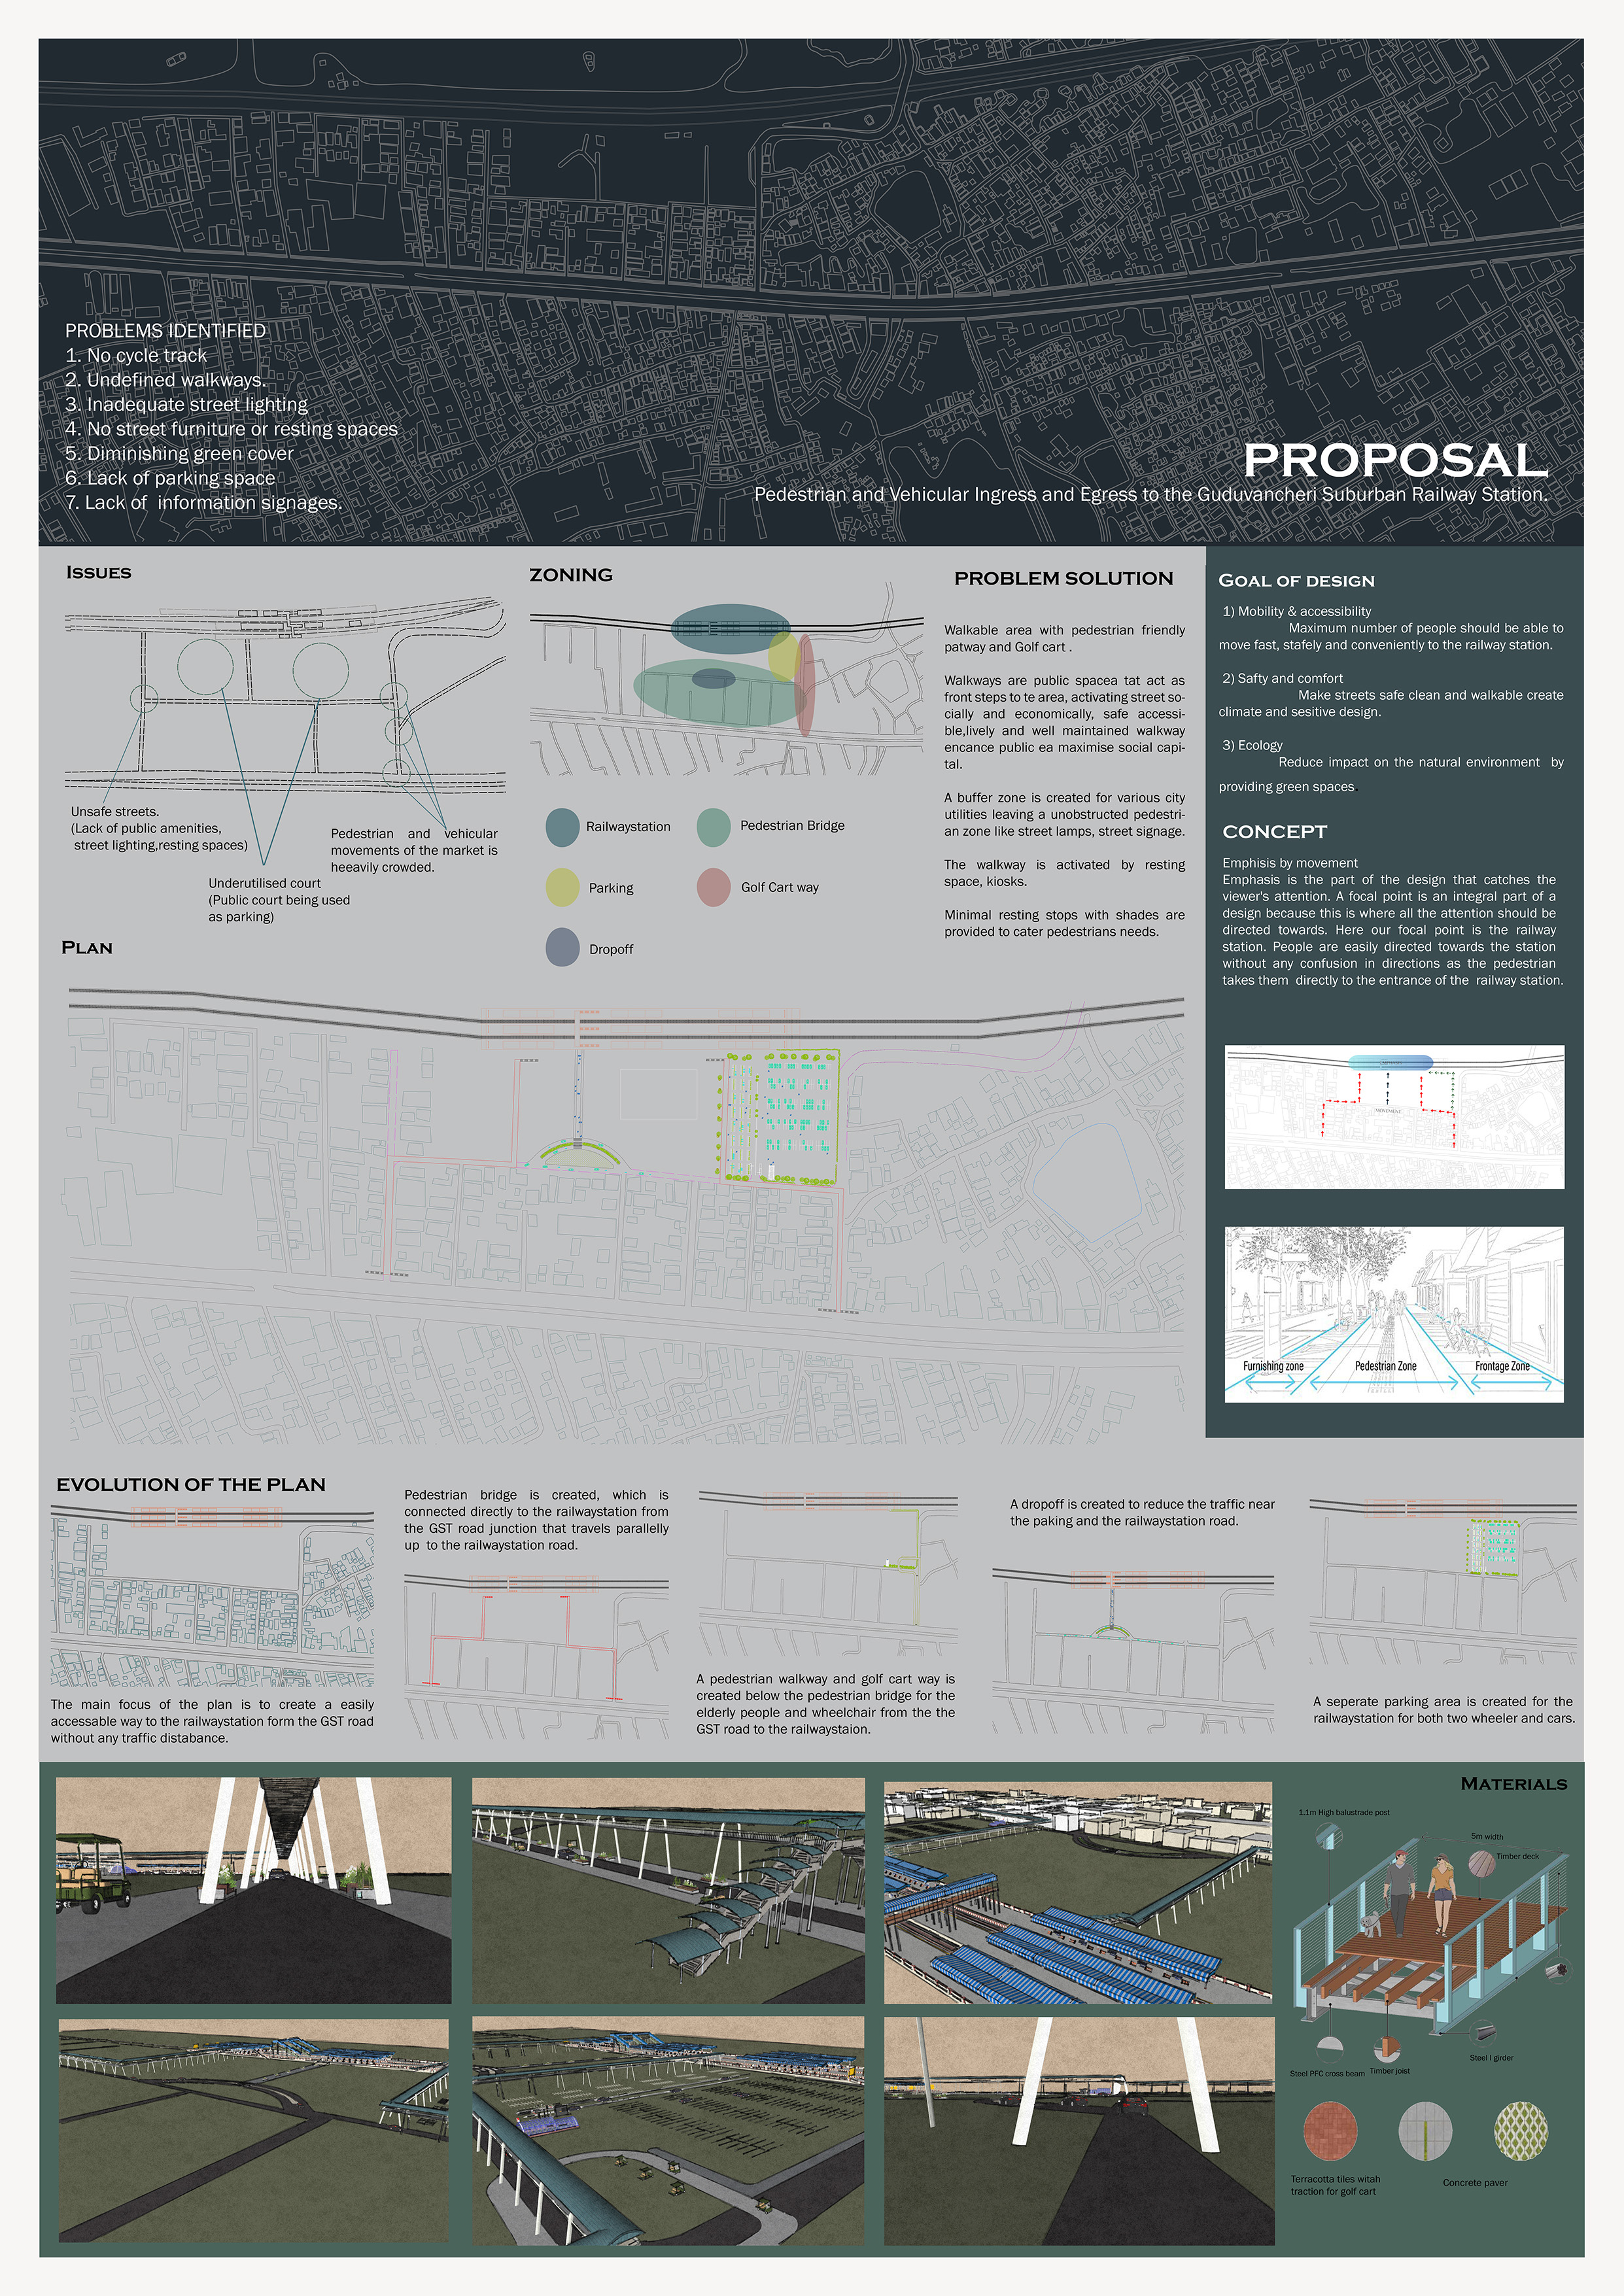 PROBLEMS IDENTIFIED
1. No cycle track
2. Undefined walkways.
3. Inadequate street lighting
4. No street furniture or resting spaces
5. Diminishing green cover
6. Lack of parking space
7. Lack of information signages.
PROPOSAL
Pedestrian and Vehicular Ingress and Egress to the Guduvancheri Suburban Railway Station.
ISSUES
Unsafe streets.
(Lack of public amenities,
street lighting,resting spaces)
Underutilised court
(Public court being used
as parking)
Pedestrian and vehicular
movements of the market is
heeavily crowded.
ZONING
Railwaystation
Pedestrian Bridge
Parking
Golf Cart way
Dropoff
PROBLEM SOLUTION
Walkable area with pedestrian friendly
patway and Golf cart .
Walkways are public spacea tat act as
front steps to te area, activating street so-
cially and economically, safe accessi-
ble,lively and well maintained walkway
encance public ea maximise social capi-
tal.
A buffer zone is created for various city
utilities leaving a unobstructed pedestri-
an zone like street lamps, street signage.
The walkway is activated by resting
space, kiosks.
Minimal resting stops with shades are
provided to cater pedestrians needs.
GOAL OF DESIGN
1) Mobility & accessibility
Maximum number of people should be able to
move fast, stafely and conveniently to the railway station.
2) Safty and comfort
Make streets safe clean and walkable create
climate and sesitive design.
3) Ecology
Reduce impact on the natural environment by
providing green spaces.
CONCEPT
Emphisis by movement
Emphasis is the part of the design that catches the
viewer's attention. A focal point is an integral part of a
design because this is where all the attention should be
directed towards. Here our focal point is the railway
station. People are easily directed towards the station
without any confusion in directions as the pedestrian
takes them directly to the entrance of the railway station.
MOVEMENT
Furnishing zone
Pedestrian Zone
Frontage Zone
PLAN
EVOLUTION OF THE PLAN
The main focus of the plan is to create a easily
accessable way to the railwaystation form the GST road
without any traffic distabance.
Pedestrian bridge is created, which is
connected directly to the railwaystation from
the GST road junction that travels parallelly
up to the railwaystation road.
A pedestrian walkway and golf cart way is
created below the pedestrian bridge for the
elderly people and wheelchair from the the
GST road to the railwaystaion.
A dropoff is created to reduce the traffic near
the paking and the railwaystation road.
A seperate parking area is created for the
railwaystation for both two wheeler and cars.
MATERIALS
1.1m High balustrade post
5m width
Timber deck
Steel I girder
Steel PFC cross beam
Timber joist
Terracotta tiles witah
traction for golf cart
Concrete paver